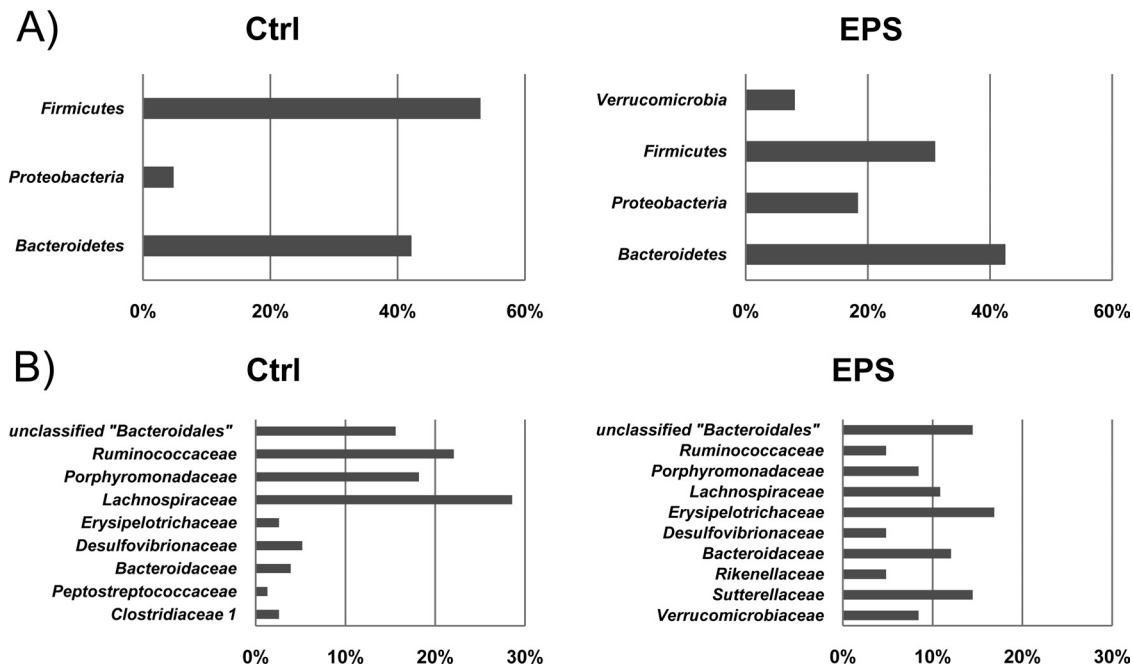 A)
Ctrl
Firmicutes
Proteobacteria
Bacteroidetes
0% 20% 40% 60%
EPS
Verrucomicrobia
Firmicutes
Proteobacteria
Bacteroidetes
0% 20% 40% 60%
B)
Ctrl
unclassified "Bacteroidales"
Ruminococcaceae
Porphyromonadaceae
Lachnospiraceae
Erysipelotrichaceae
Desulfovibrionaceae
Bacteroidaceae
Peptostreptococcaceae
Clostridiaceae 1
0% 10% 20% 30%
EPS
unclassified "Bacteroidales"
Ruminococcaceae
Porphyromonadaceae
Lachnospiraceae
Erysipelotrichaceae
Desulfovibrionaceae
Bacteroidaceae
Rikenellaceae
Sutterellaceae
Verrucomicrobiaceae
0% 10% 20% 30%